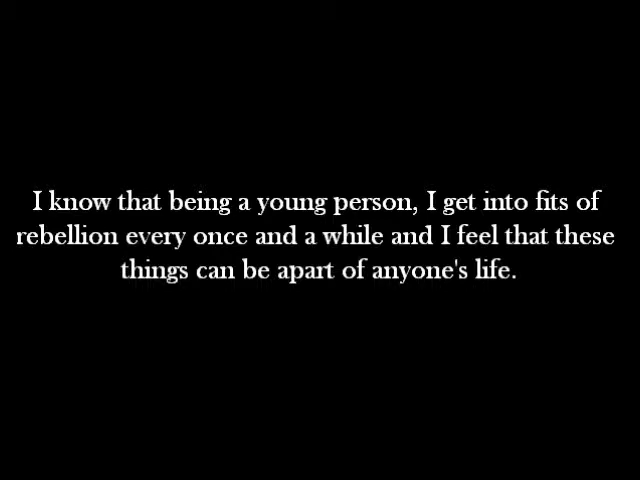 I know that being a young person, I get into fits of
rebellion every once and a while and I feel that these
things can be apart of anyone's life.